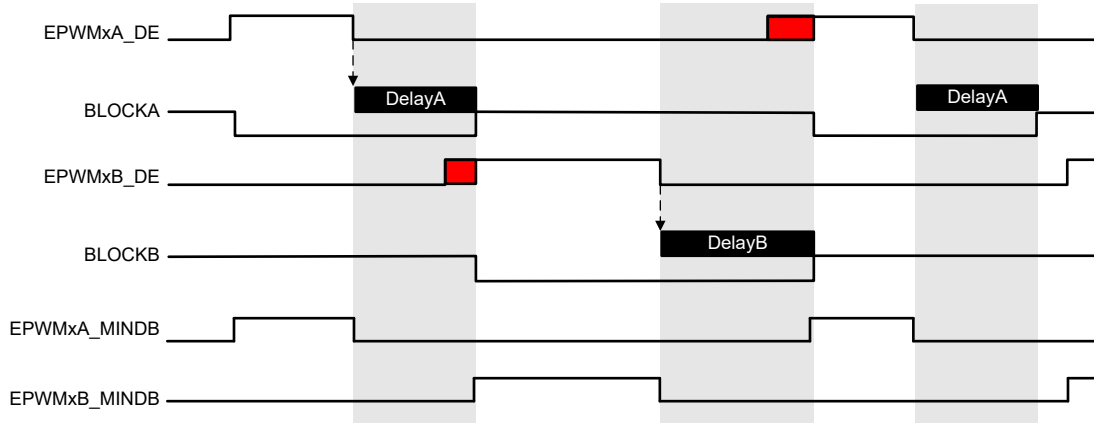 EPWMxA_DE
DelayA
DelayA
BLOCKA
EPWMxB_DE
DelayB
BLOCKB
EPWMxA_MINDB
EPWMxB_MINDB